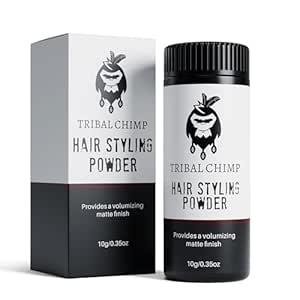 TRIBAL CHIMP
HAIR STYLING
POWDER
Provides a volumizing
matte finish
10g/0.35oz
TRIBAL CHIMP
HAIR STYLING
POWDER
Provides a volumizing
matte finish
10g/0.35oz